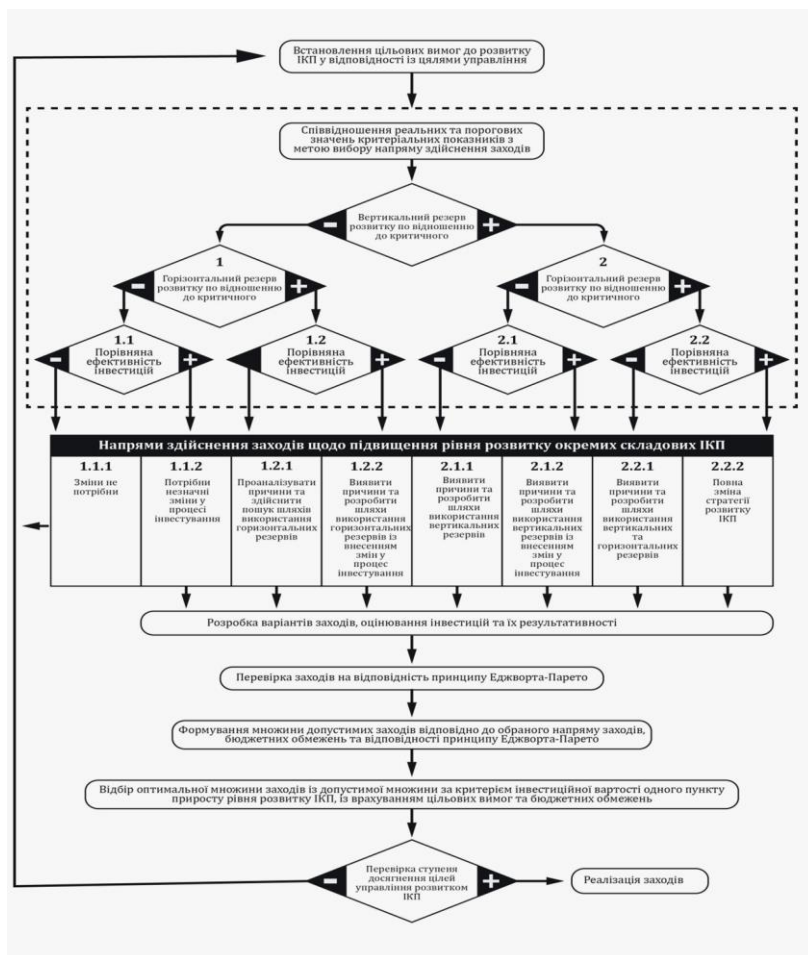 Встановлення цільових вимог до розвитку
ІКП у відповідності із цялями управління
Співвідношення реальних та порогових
значень критеріальних показників з
метою вибору напряму здійснення заходів
Вертикальний резерв
розвитку по відношенню
до критичного
1
Горізонтальний резерв
розвитку по відношенню
до критичного
2
Горізонтальний резерв
розвитку по відношенню
до критичного
1.1
Порівняна
ефективність
інвестицій
1.2
Порівняна
ефективність
інвестицій
2.1
Порівняна
ефективність
інвестицій
2.2
Порівняна
ефективність
інвестицій
Напрями здійснення заходів щодо підвищення рівня розвитку окремих складових ІКП
1.1.1
Зміни не
потрібни
1.1.2
Потрібни
незначні
зміни у
процесі
інвестування
1.2.1
Проаналізувати
причини та
здійснити
пошук шляхів
використання
горизонтальних
резервів
1.2.2
Виявити
причини та
розробити
шляхи
використання
горизонтальних
резервів із
внесенням
змін у
процес
інвестування
2.1.1
Виявити
причини та
розробити
шляхи
використання
вертикальних
резервів
2.1.2
Виявити
причини та
розробити
шляхи
використання
вертикальних
резервів із
внесенням
змін у
процес
інвестування
2.2.1
Виявити
причини та
розробити
шляхи
використання
вертикальних
та
горизонтальних
резервів
2.2.2
Повна
зміна
стратегії
розвитку
ІКП
Розробка варіантів заходів, оцінювання інвестицій та їх результативності
Перевірка заходів на відповідність принципу Еджворта-Парето
Формування множини допустимих заходів відповідно до обраного напряму заходів,
бюджетних обмежень та відповідності принципу Еджворта-Парето
Відбір оптимальної множини заходів із допустимої множини за критерієм інвестиційної вартості одного пункту
приросту рівня розвитку ІКП, із врахуванням цільових вимог та бюджетних обмежень
Перевірка ступеня
досягнення цілей
управління розвитком
ІКП
Реалізація заходів